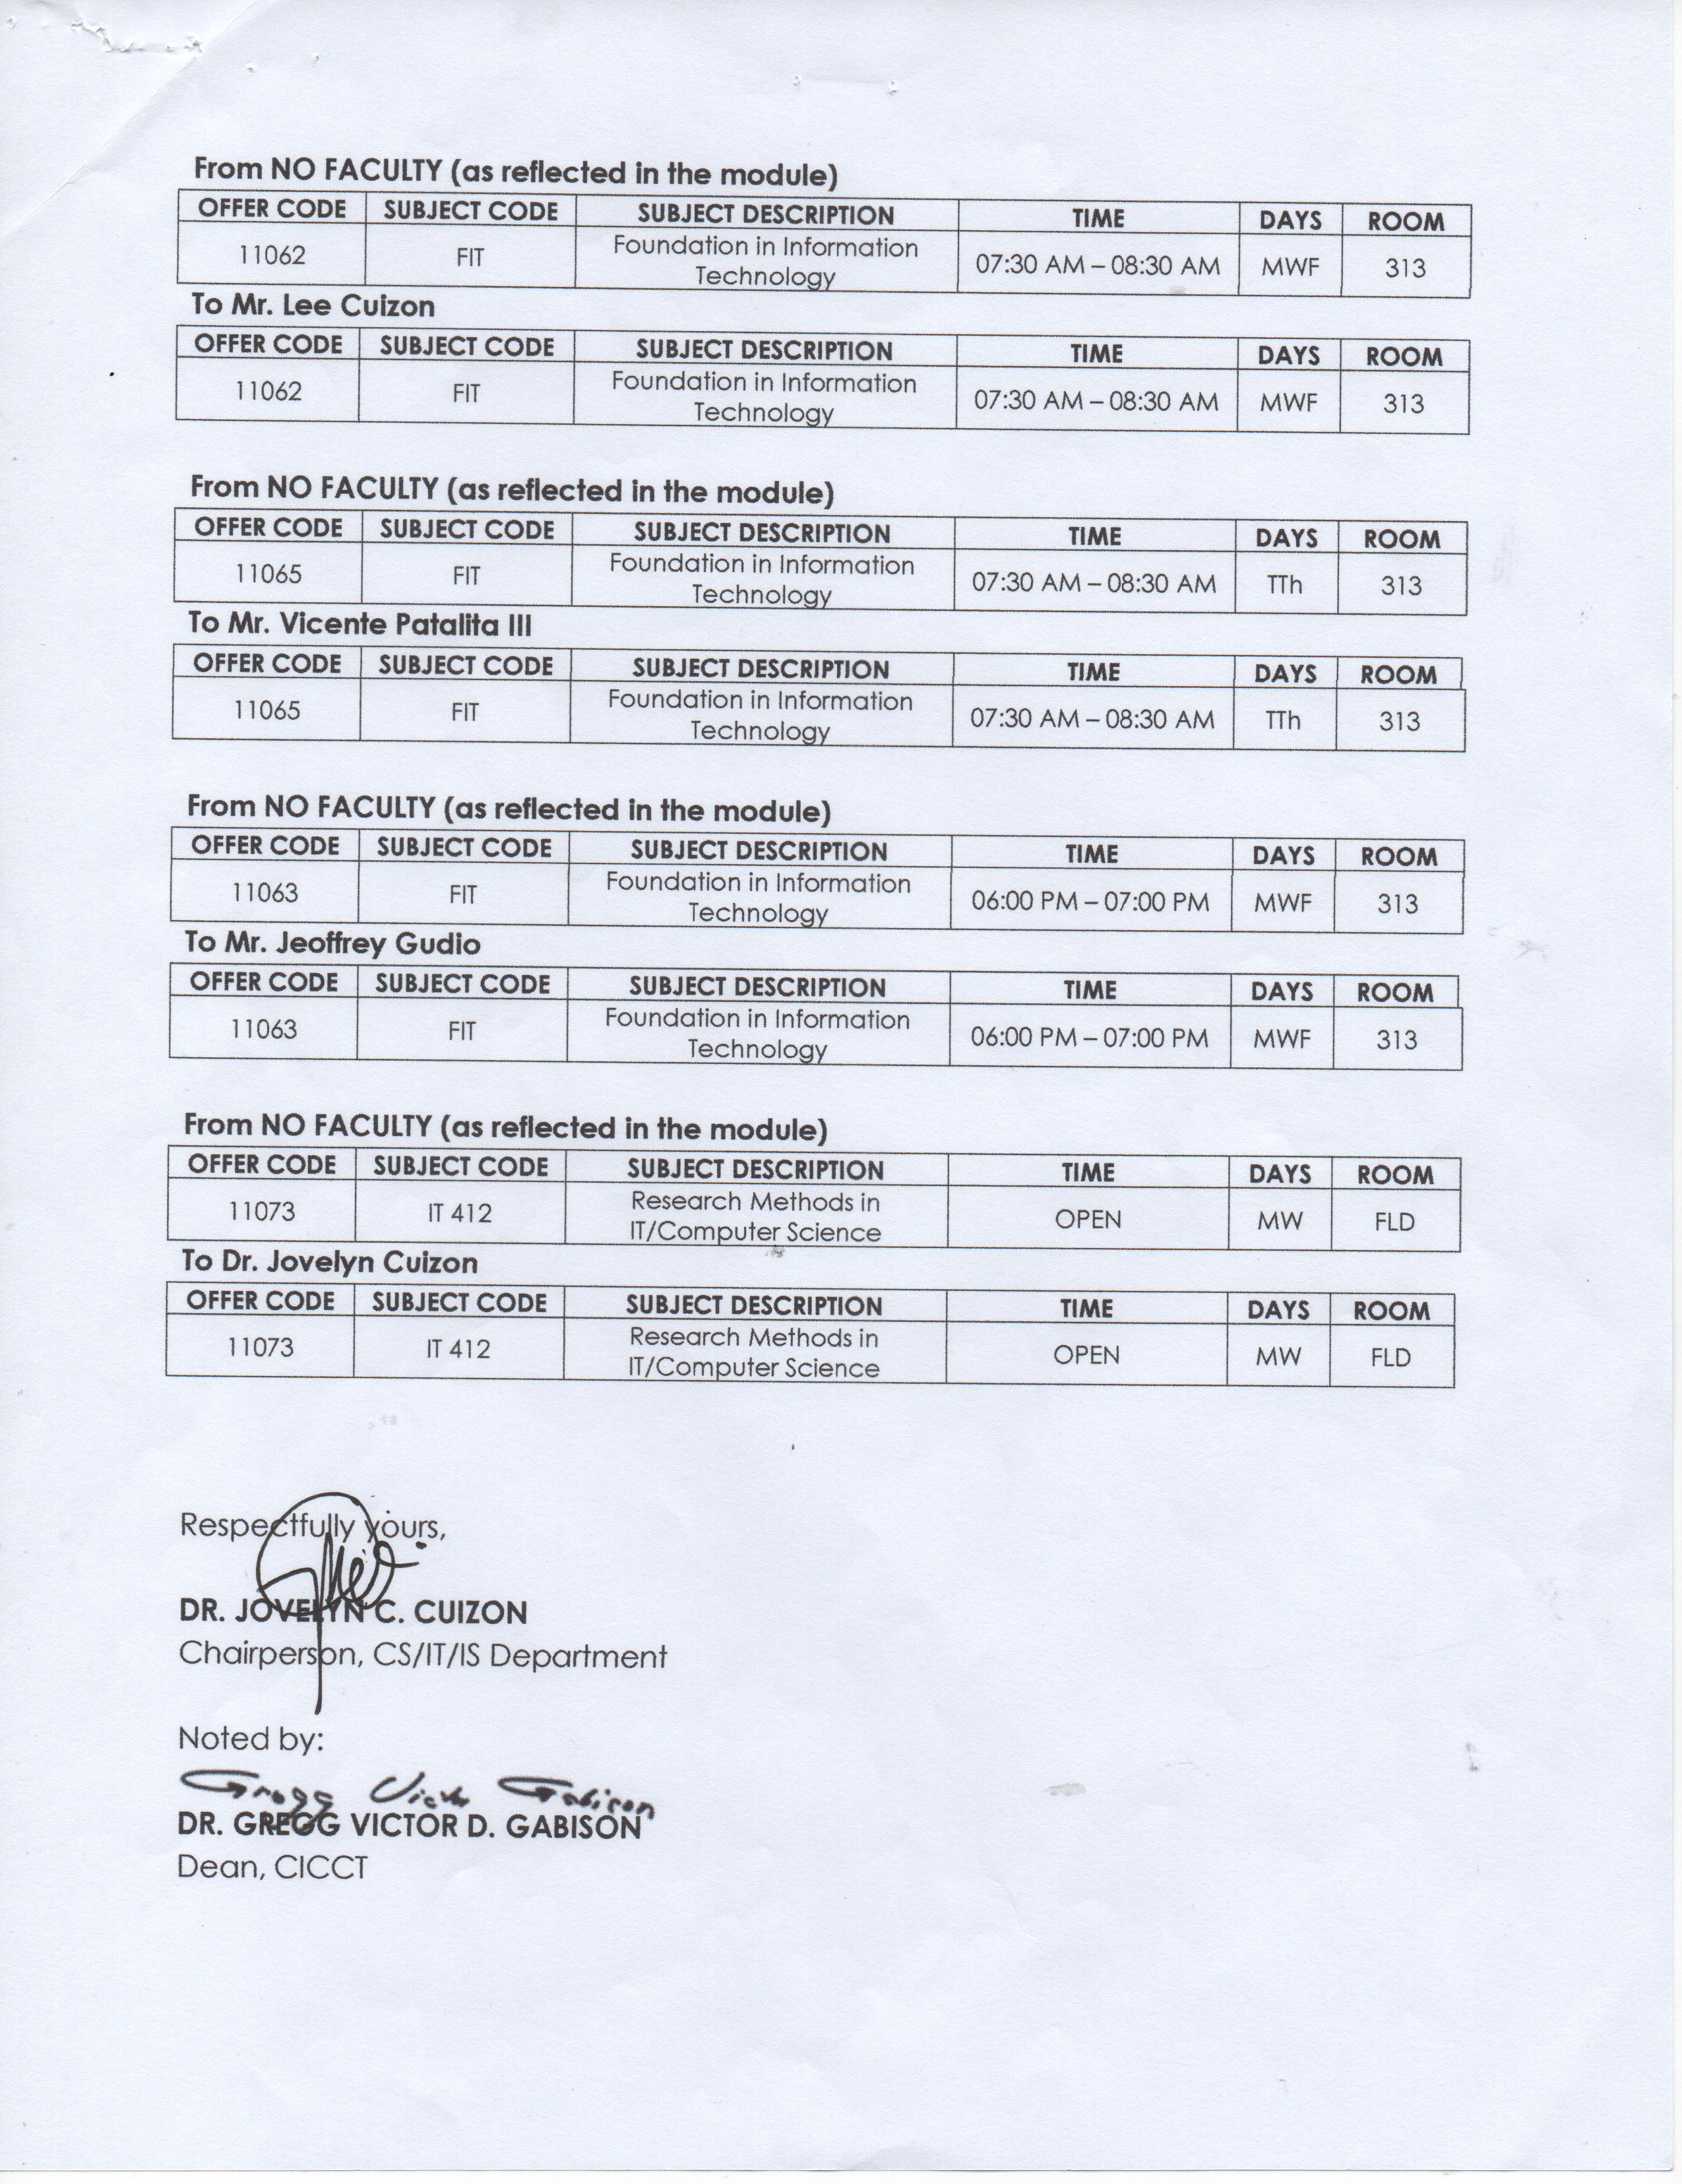 From NO FACULTY (as reflected in the module)
OFFER CODE SUBJECT CODE SUBJECT DESCRIPTION TIME DAYS ROOM
11062 FIT Foundation in Information Technology 07:30 AM – 08:30 AM MWF 313
To Mr. Lee Cuizon
OFFER CODE SUBJECT CODE SUBJECT DESCRIPTION TIME DAYS ROOM
11062 FIT Foundation in Information Technology 07:30 AM – 08:30 AM MWF 313
From NO FACULTY (as reflected in the module)
OFFER CODE SUBJECT CODE SUBJECT DESCRIPTION TIME DAYS ROOM
11065 FIT Foundation in Information Technology 07:30 AM – 08:30 AM TTh 313
To Mr. Vicente Patalita III
OFFER CODE SUBJECT CODE SUBJECT DESCRIPTION TIME DAYS ROOM
11065 FIT Foundation in Information Technology 07:30 AM – 08:30 AM TTh 313
From NO FACULTY (as reflected in the module)
OFFER CODE SUBJECT CODE SUBJECT DESCRIPTION TIME DAYS ROOM
11063 FIT Foundation in Information Technology 06:00 PM – 07:00 PM MWF 313
To Mr. Jeoffrey Gudio
OFFER CODE SUBJECT CODE SUBJECT DESCRIPTION TIME DAYS ROOM
11063 FIT Foundation in Information Technology 06:00 PM – 07:00 PM MWF 313
From NO FACULTY (as reflected in the module)
OFFER CODE SUBJECT CODE SUBJECT DESCRIPTION TIME DAYS ROOM
11073 IT 412 Research Methods in IT/Computer Science OPEN MW FLD
To Dr. Jovelyn Cuizon
OFFER CODE SUBJECT CODE SUBJECT DESCRIPTION TIME DAYS ROOM
11073 IT 412 Research Methods in IT/Computer Science OPEN MW FLD
Respectfully yours,
DR. JOVELYN C. CUIZON
Chairperson, CS/IT/IS Department
Noted by:
Gregg Victor Gabison
DR. GREGG VICTOR D. GABISON
Dean, CICCT